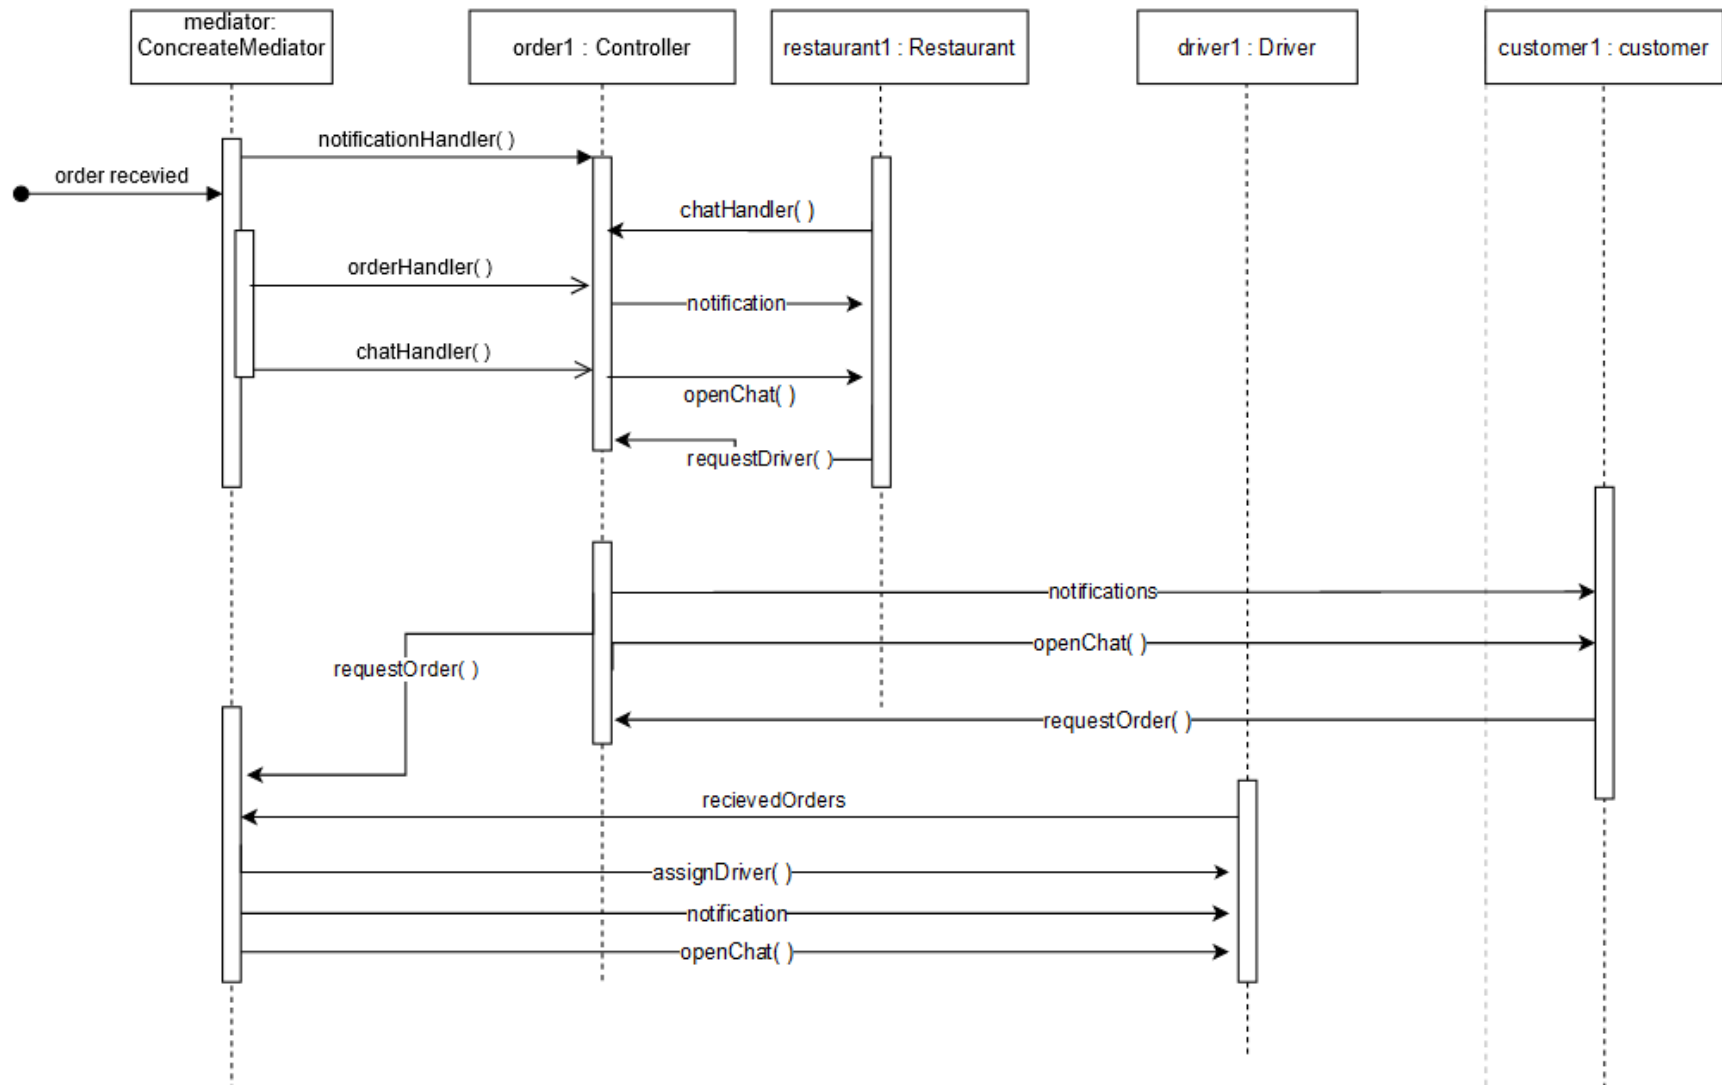 mediator:
ConcreateMediator
order1 : Controller
restaurant1 : Restaurant
driver1 : Driver
customer1 : customer
notificationHandler( )
order recevied
chatHandler( )
orderHandler( )
notification
chatHandler( )
openChat( )
requestDriver( )
notifications
openChat( )
requestOrder( )
requestOrder( )
recievedOrders
assignDriver( )
notification
openChat( )